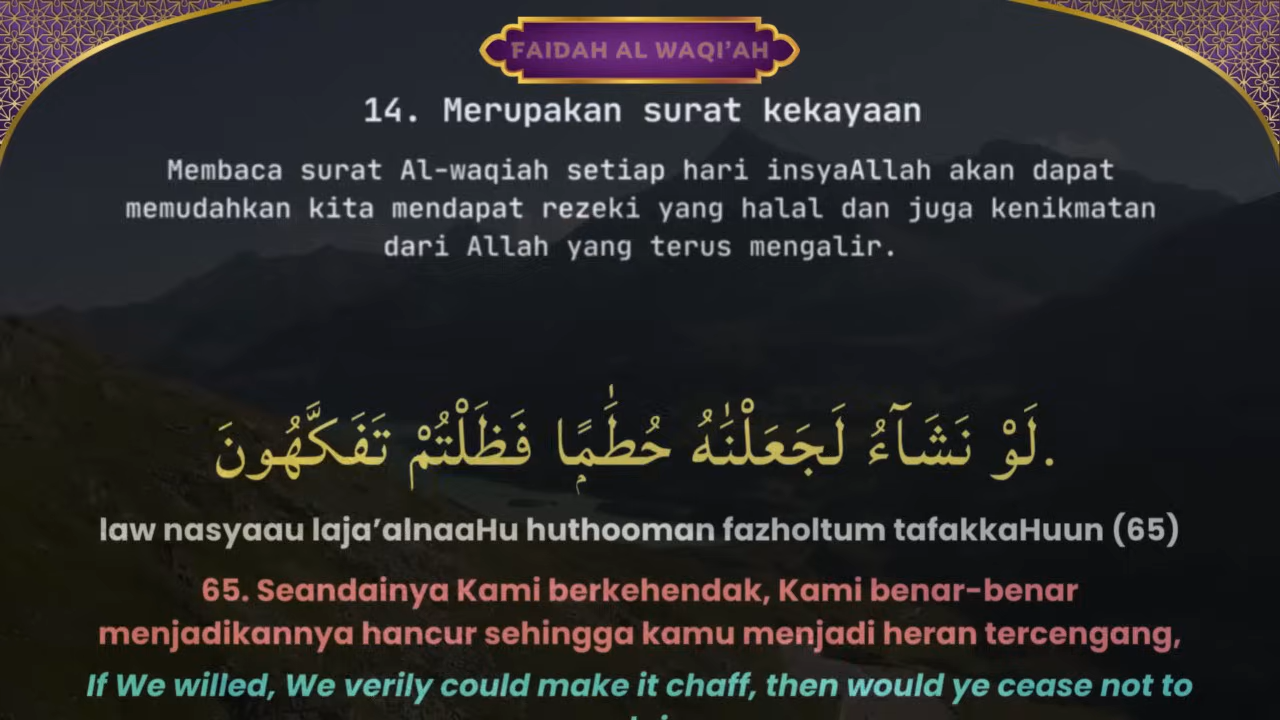 FAIDAH AL WAQI’AH
14. Merupakan surat kekayaan
Membaca surat Al-waqiah setiap hari insyaAllah akan dapat
memudahkan kita mendapat rezeki yang halal dan juga kenikmatan
dari Allah yang terus mengalir.
لَوْ نَشَآءُ لَجَعَلْنَٰهُ حُطَٰمًۭا فَظَلْتُمْ تَفَكَّهُونَ.
law nasyaau laja’alnaaHu huthooman fazholtum tafakkaHuun (65)
65. Seandainya Kami berkehendak, Kami benar-benar
menjadikannya hancur sehingga kamu menjadi heran tercengang,
If We willed, We verily could make it chaff, then would ye cease not to